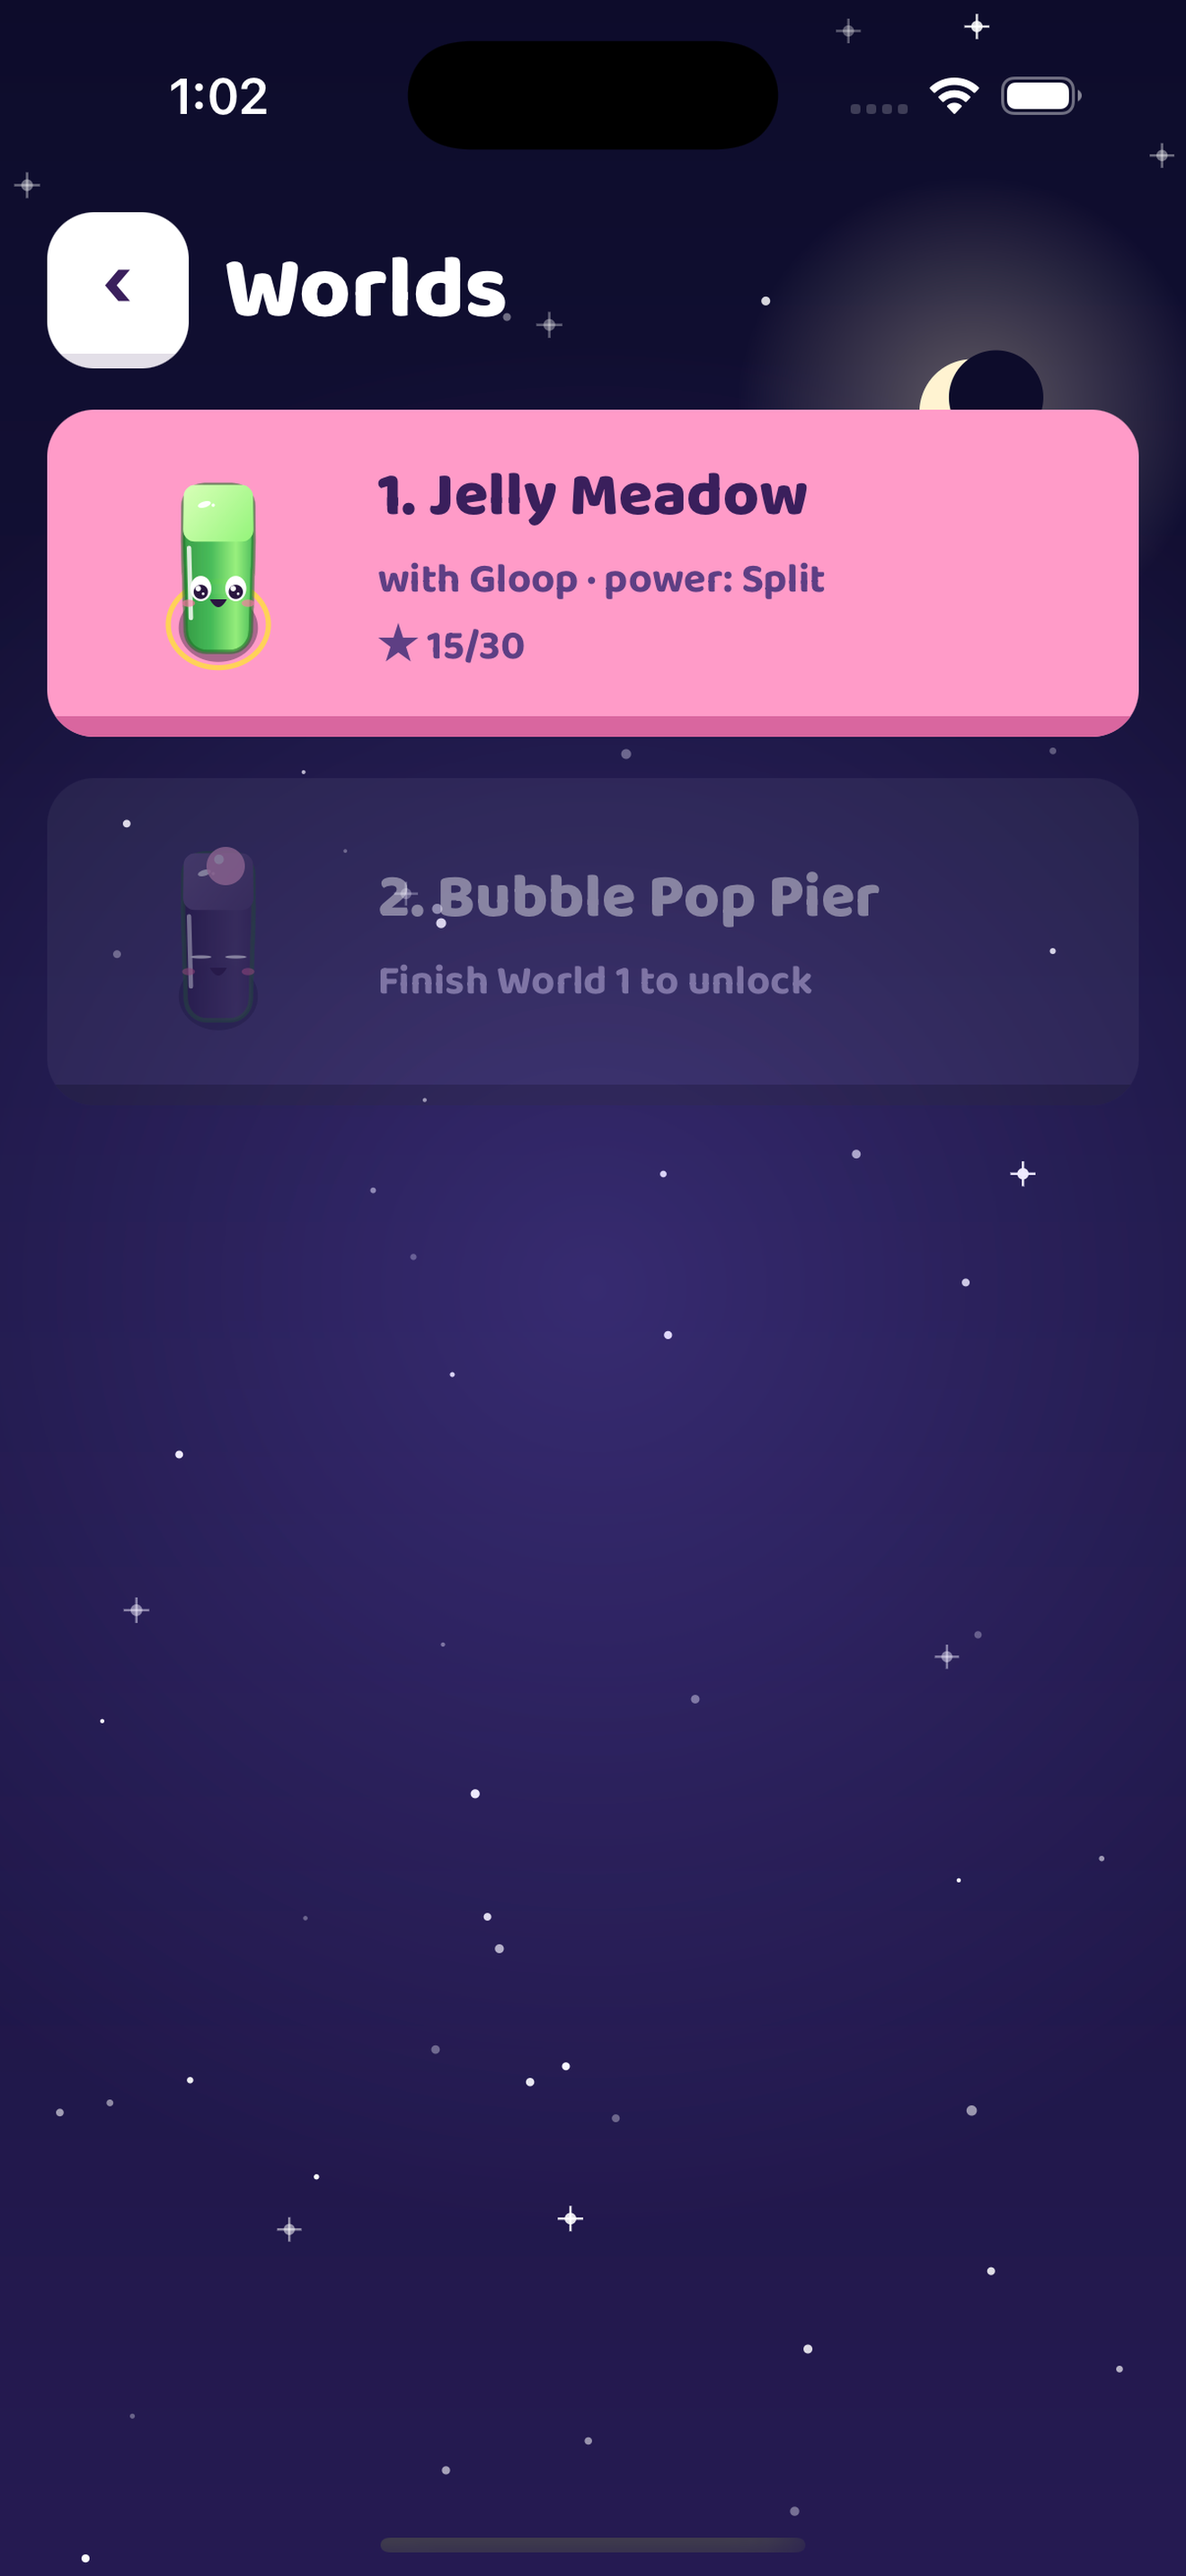 1:02
Worlds
1. Jelly Meadow
with Gloop · power: Split
★ 15/30
2. Bubble Pop Pier
Finish World 1 to unlock